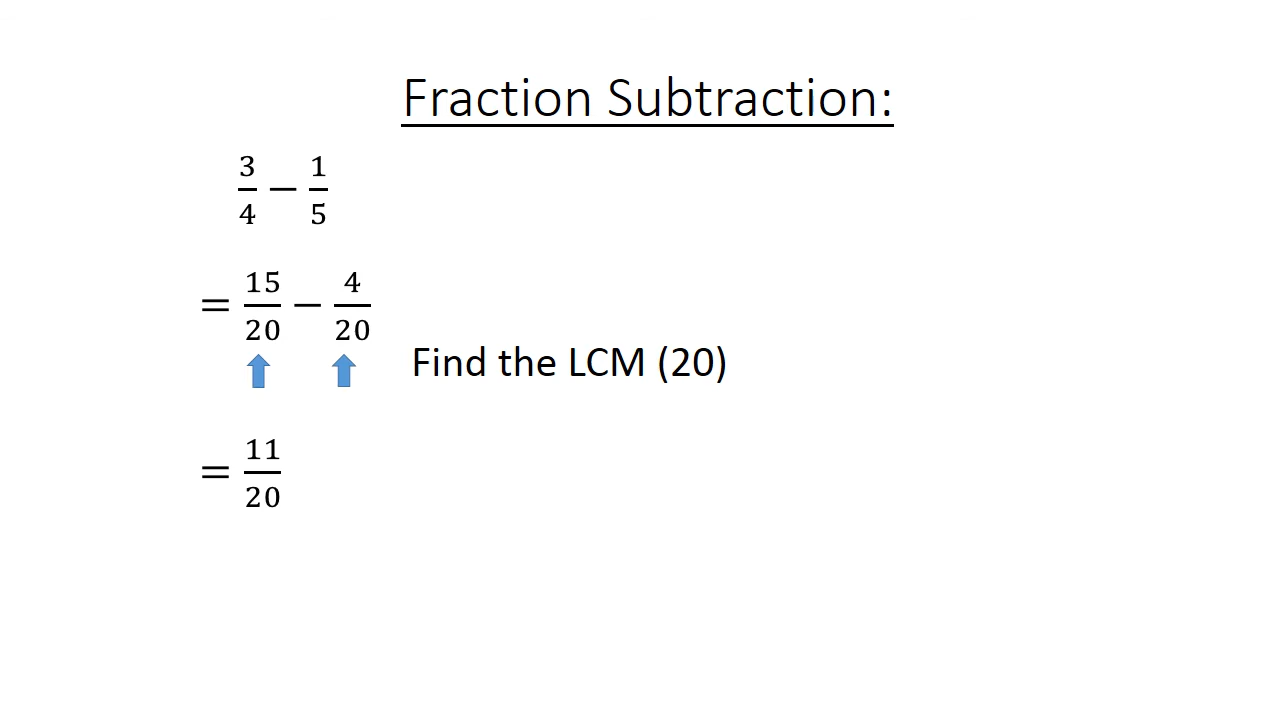 Fraction Subtraction:
3/4 − 1/5
= 15/20 − 4/20
Find the LCM (20)
= 11/20